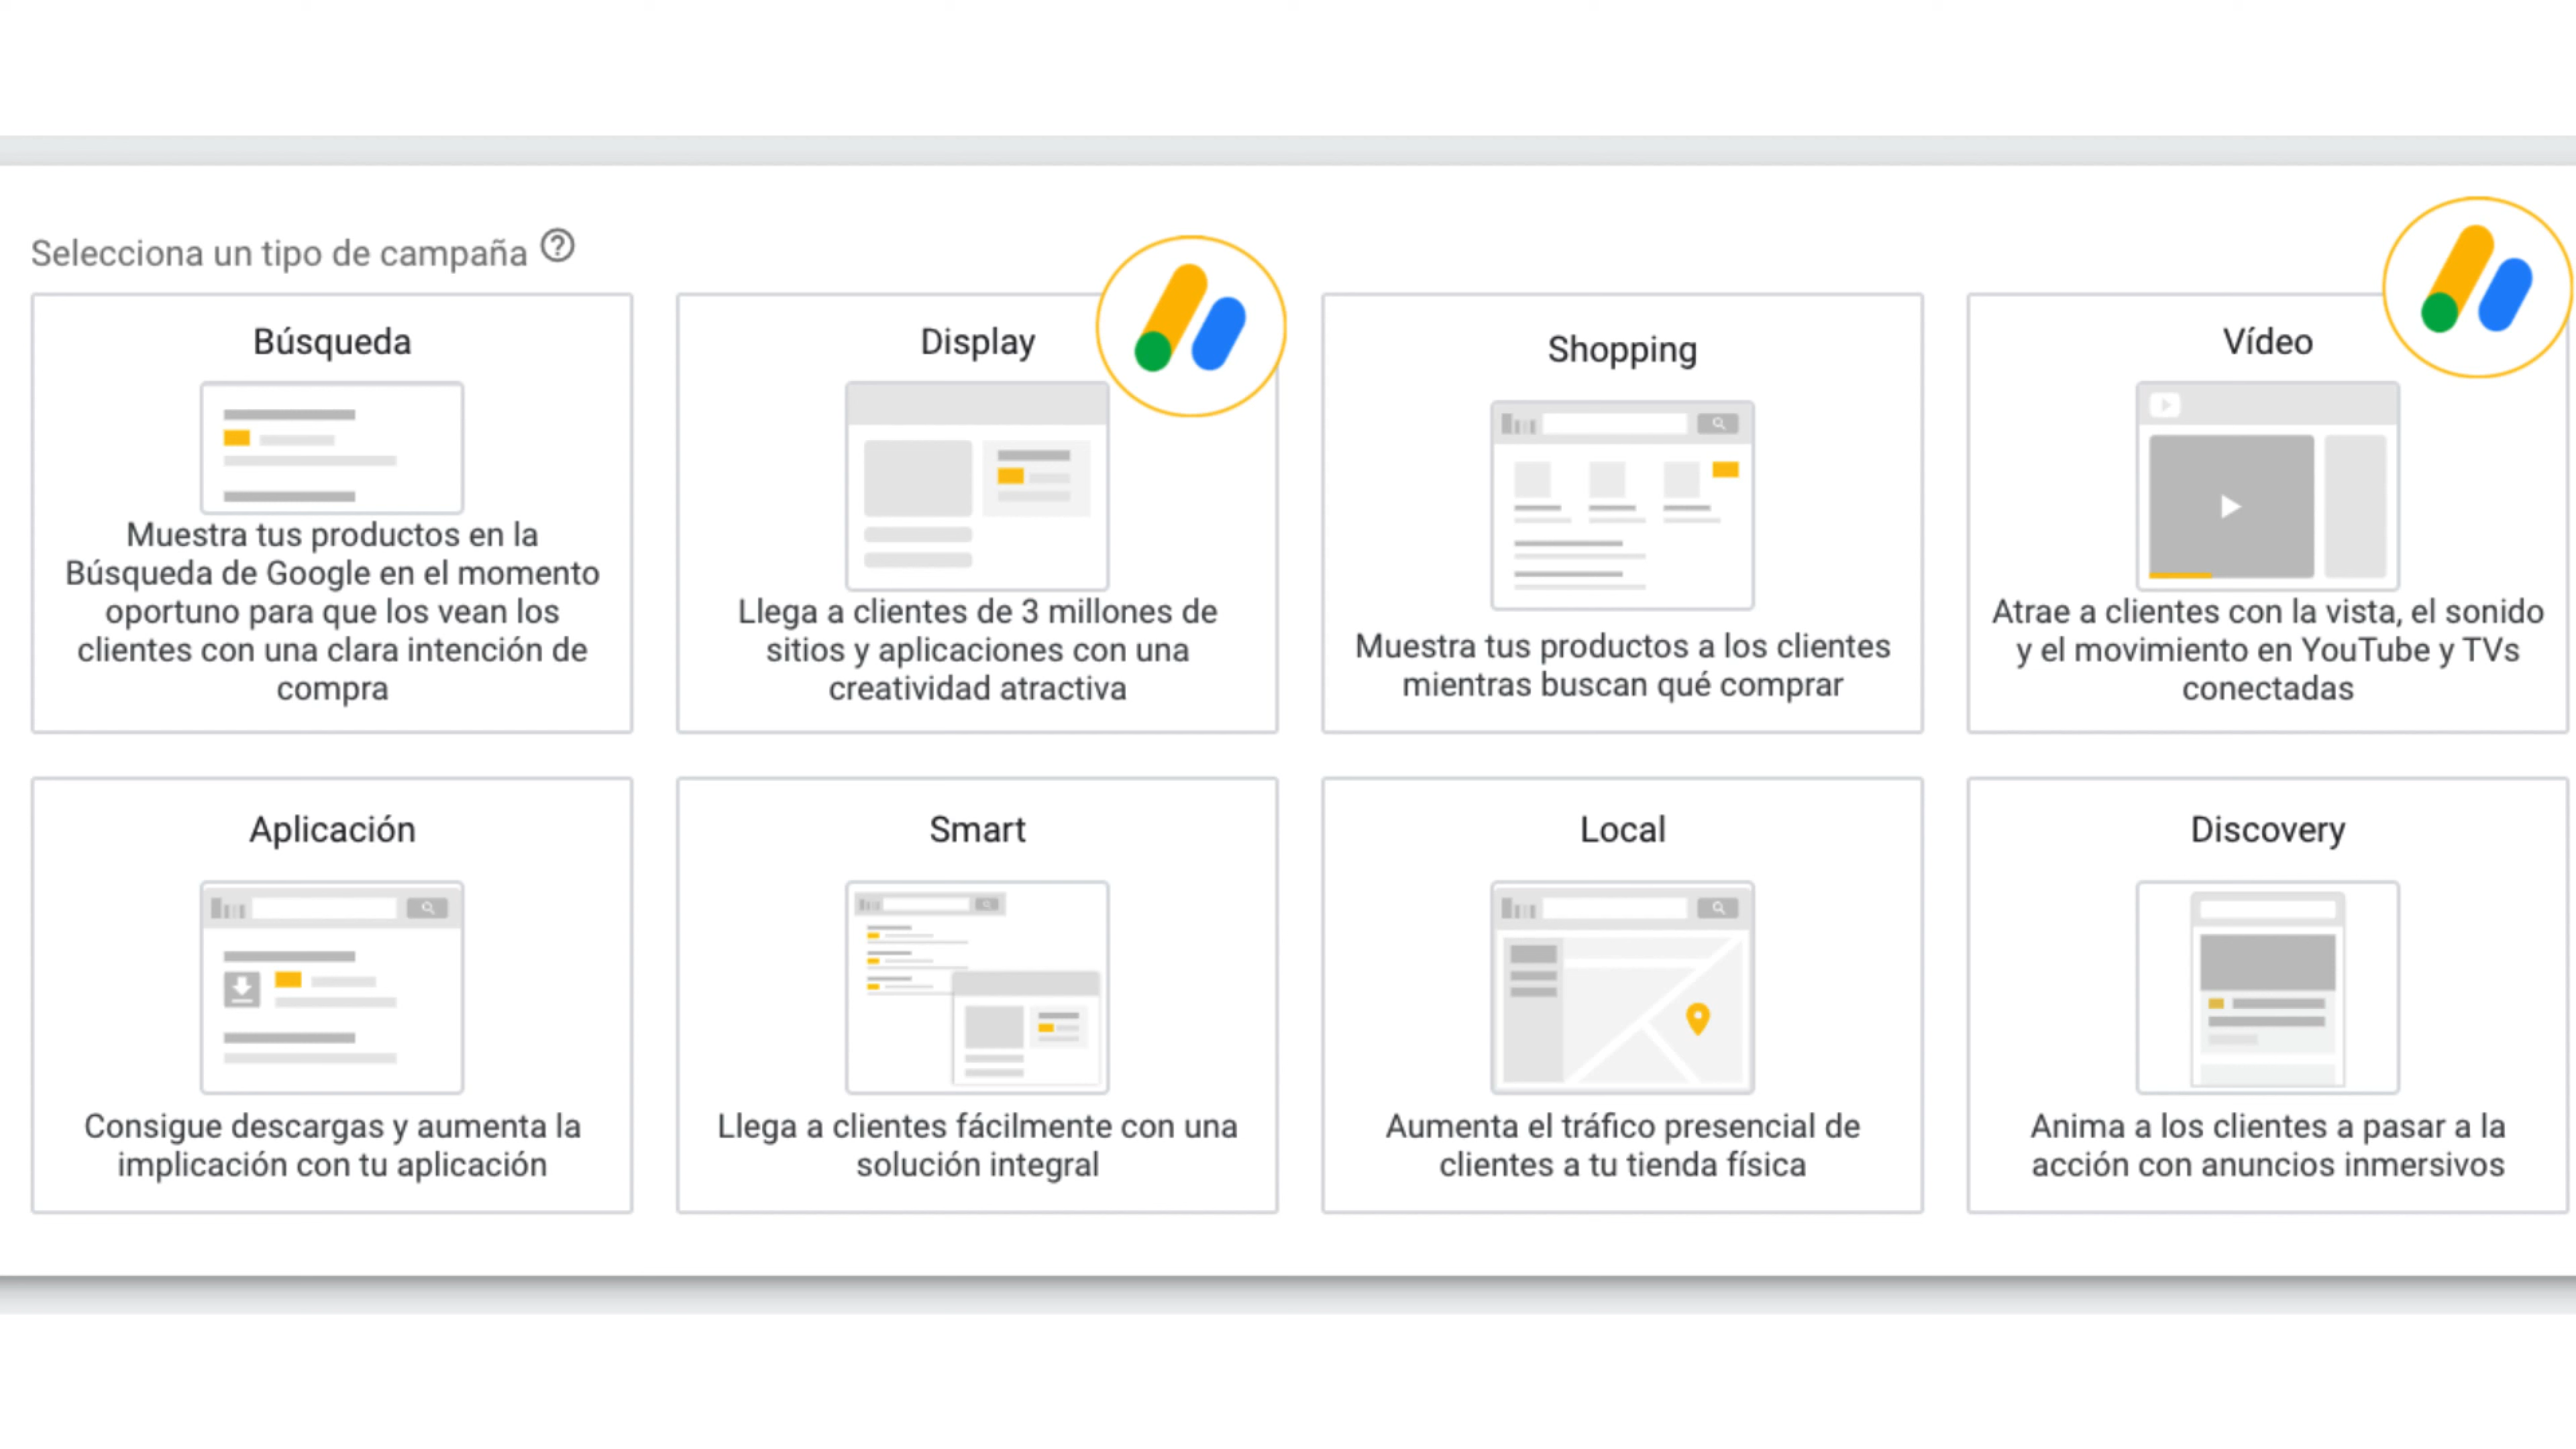 Selecciona un tipo de campaña
Búsqueda
Muestra tus productos en la
Búsqueda de Google en el momento
oportuno para que los vean los
clientes con una clara intención de
compra
Display
Llega a clientes de 3 millones de
sitios y aplicaciones con una
creatividad atractiva
Shopping
Muestra tus productos a los clientes
mientras buscan qué comprar
Vídeo
Atrae a clientes con la vista, el sonido
y el movimiento en YouTube y TVs
conectadas
Aplicación
Consigue descargas y aumenta la
implicación con tu aplicación
Smart
Llega a clientes fácilmente con una
solución integral
Local
Aumenta el tráfico presencial de
clientes a tu tienda física
Discovery
Anima a los clientes a pasar a la
acción con anuncios inmersivos